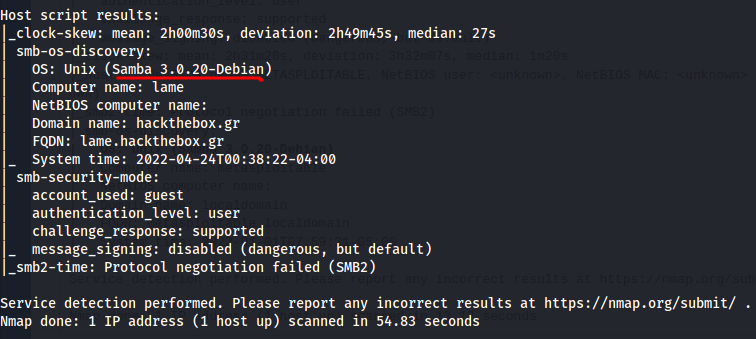 Host script results:
|_clock-skew: mean: 2h00m30s, deviation: 2h49m45s, median: 27s
| smb-os-discovery:
|   OS: Unix (Samba 3.0.20-Debian)
|   Computer name: lame
|   NetBIOS computer name:
|   Domain name: hackthebox.gr
|   FQDN: lame.hackthebox.gr
|_  System time: 2022-04-24T00:38:22-04:00
| smb-security-mode:
|   account_used: guest
|   authentication_level: user
|   challenge_response: supported
|_  message_signing: disabled (dangerous, but default)
|_smb2-time: Protocol negotiation failed (SMB2)
Service detection performed. Please report any incorrect results at https://nmap.org/submit/ .
Nmap done: 1 IP address (1 host up) scanned in 54.83 seconds